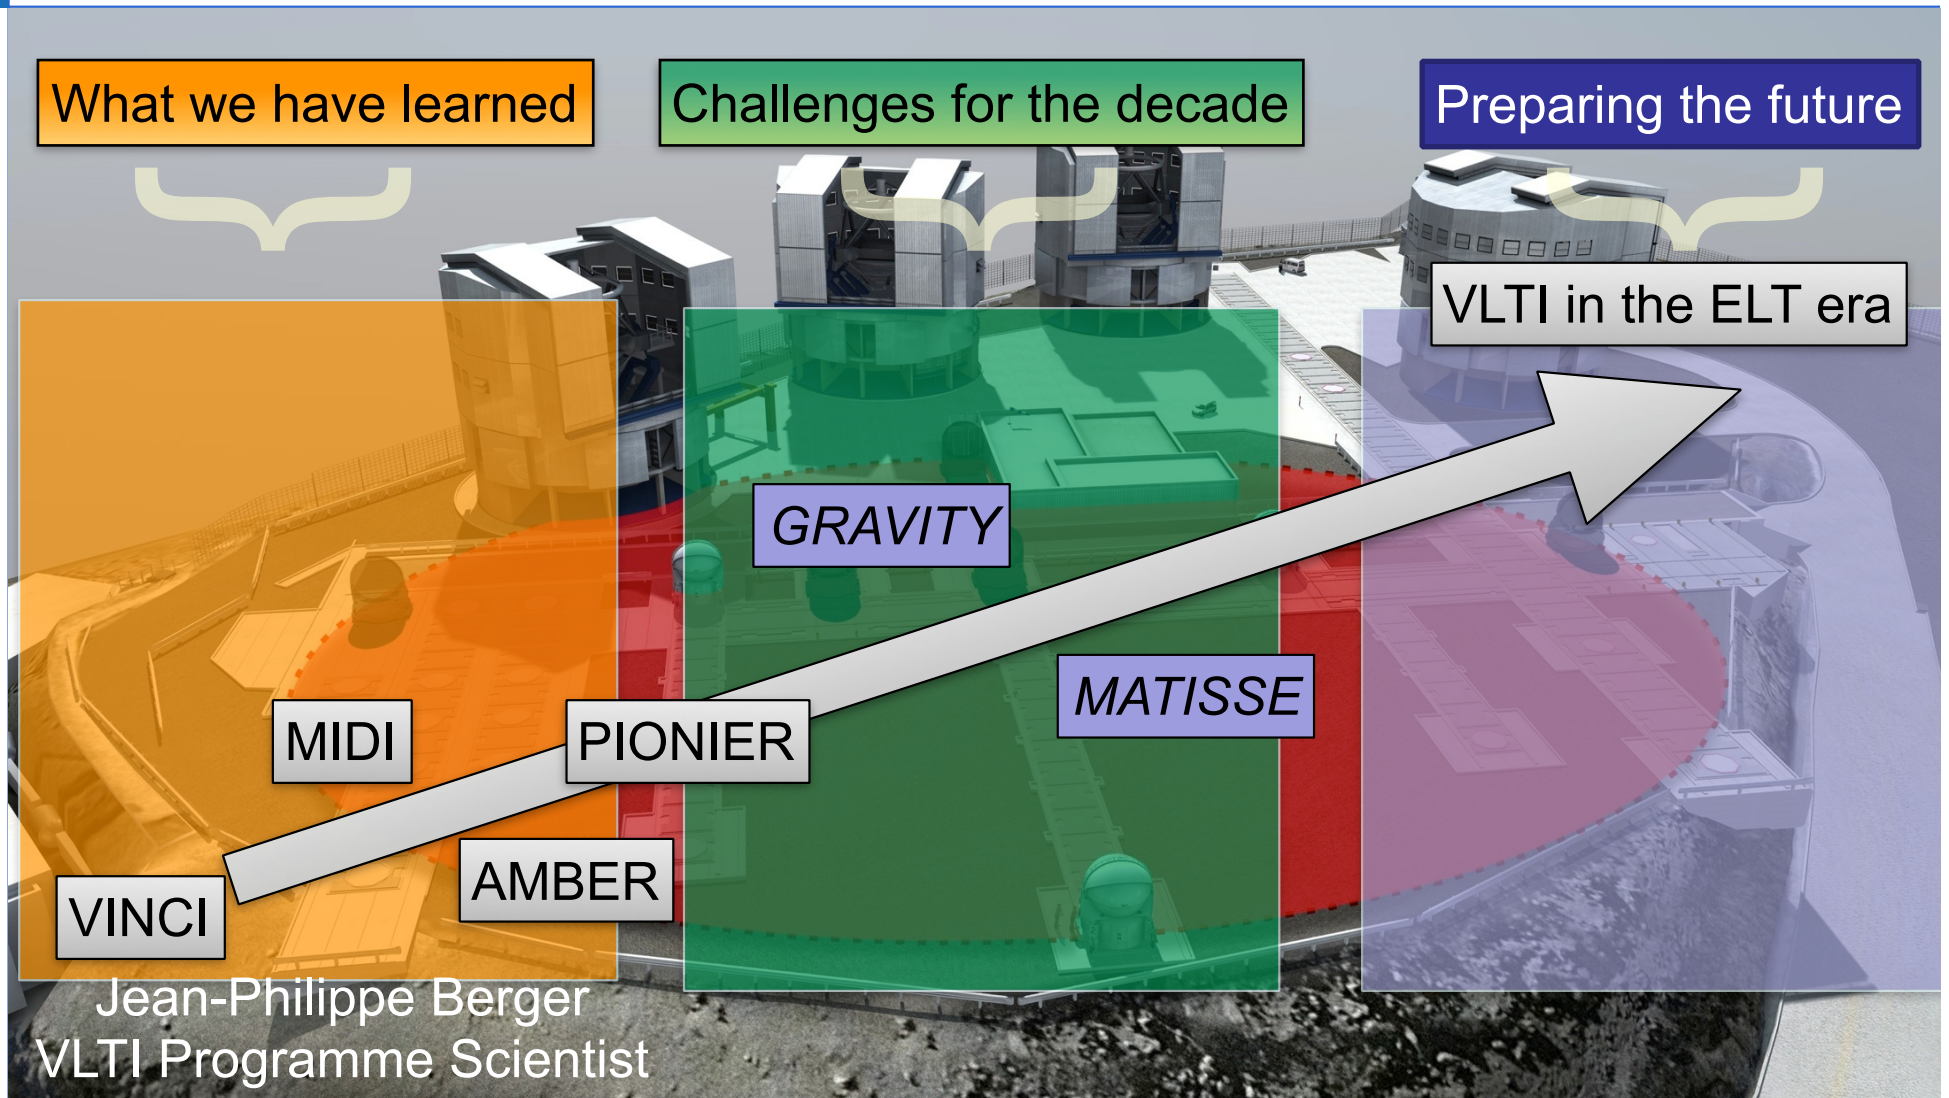 What we have learned
Challenges for the decade
Preparing the future
VLTI in the ELT era
GRAVITY
MATISSE
MIDI
PIONIER
AMBER
VINCI
Jean-Philippe Berger
VLTI Programme Scientist